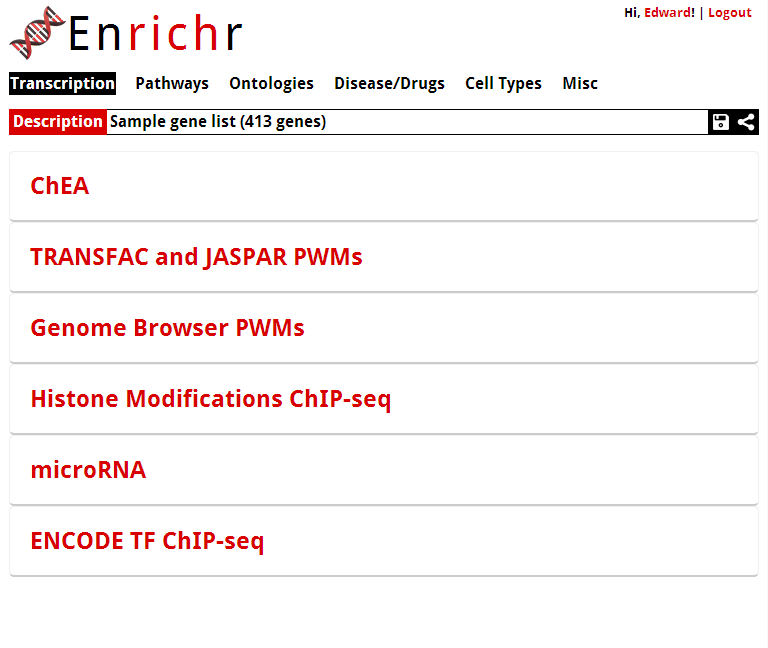 Enrichr
Hi, Edward! | Logout
Transcription Pathways Ontologies Disease/Drugs Cell Types Misc
Description Sample gene list (413 genes)
ChEA
TRANSFAC and JASPAR PWMs
Genome Browser PWMs
Histone Modifications ChIP-seq
microRNA
ENCODE TF ChIP-seq